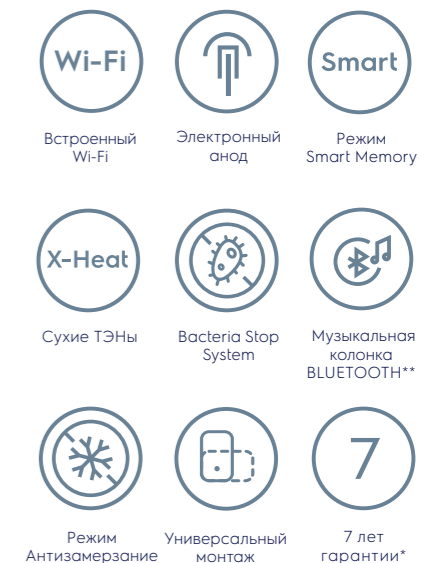 Wi-Fi
Встроенный
Wi-Fi
Электронный
анод
Smart
Режим
Smart Memory
X-Heat
Сухие ТЭНы
Bacteria Stop
System
Музыкальная
колонка
BLUETOOTH**
Режим
Антизамерзание
Универсальный
монтаж
7
7 лет
гарантии*